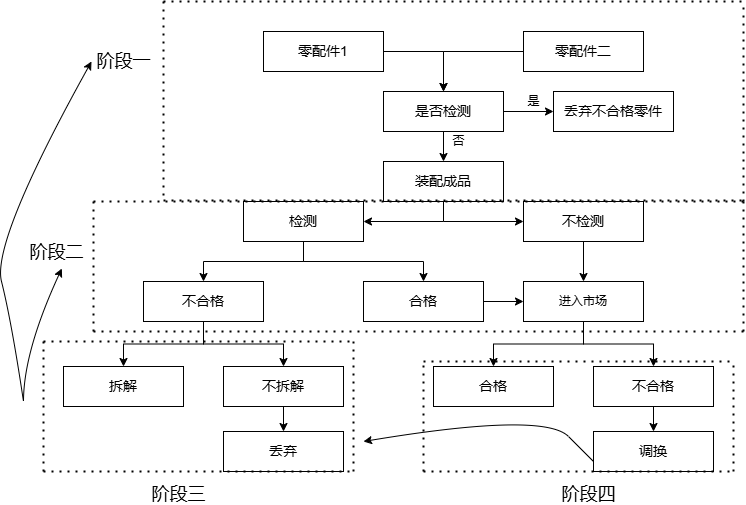 零配件1
零配件二
阶段一
是否检测
是
丢弃不合格零件
否
装配成品
检测
不检测
阶段二
不合格
合格
进入市场
拆解
不拆解
合格
不合格
丢弃
调换
阶段三
阶段四